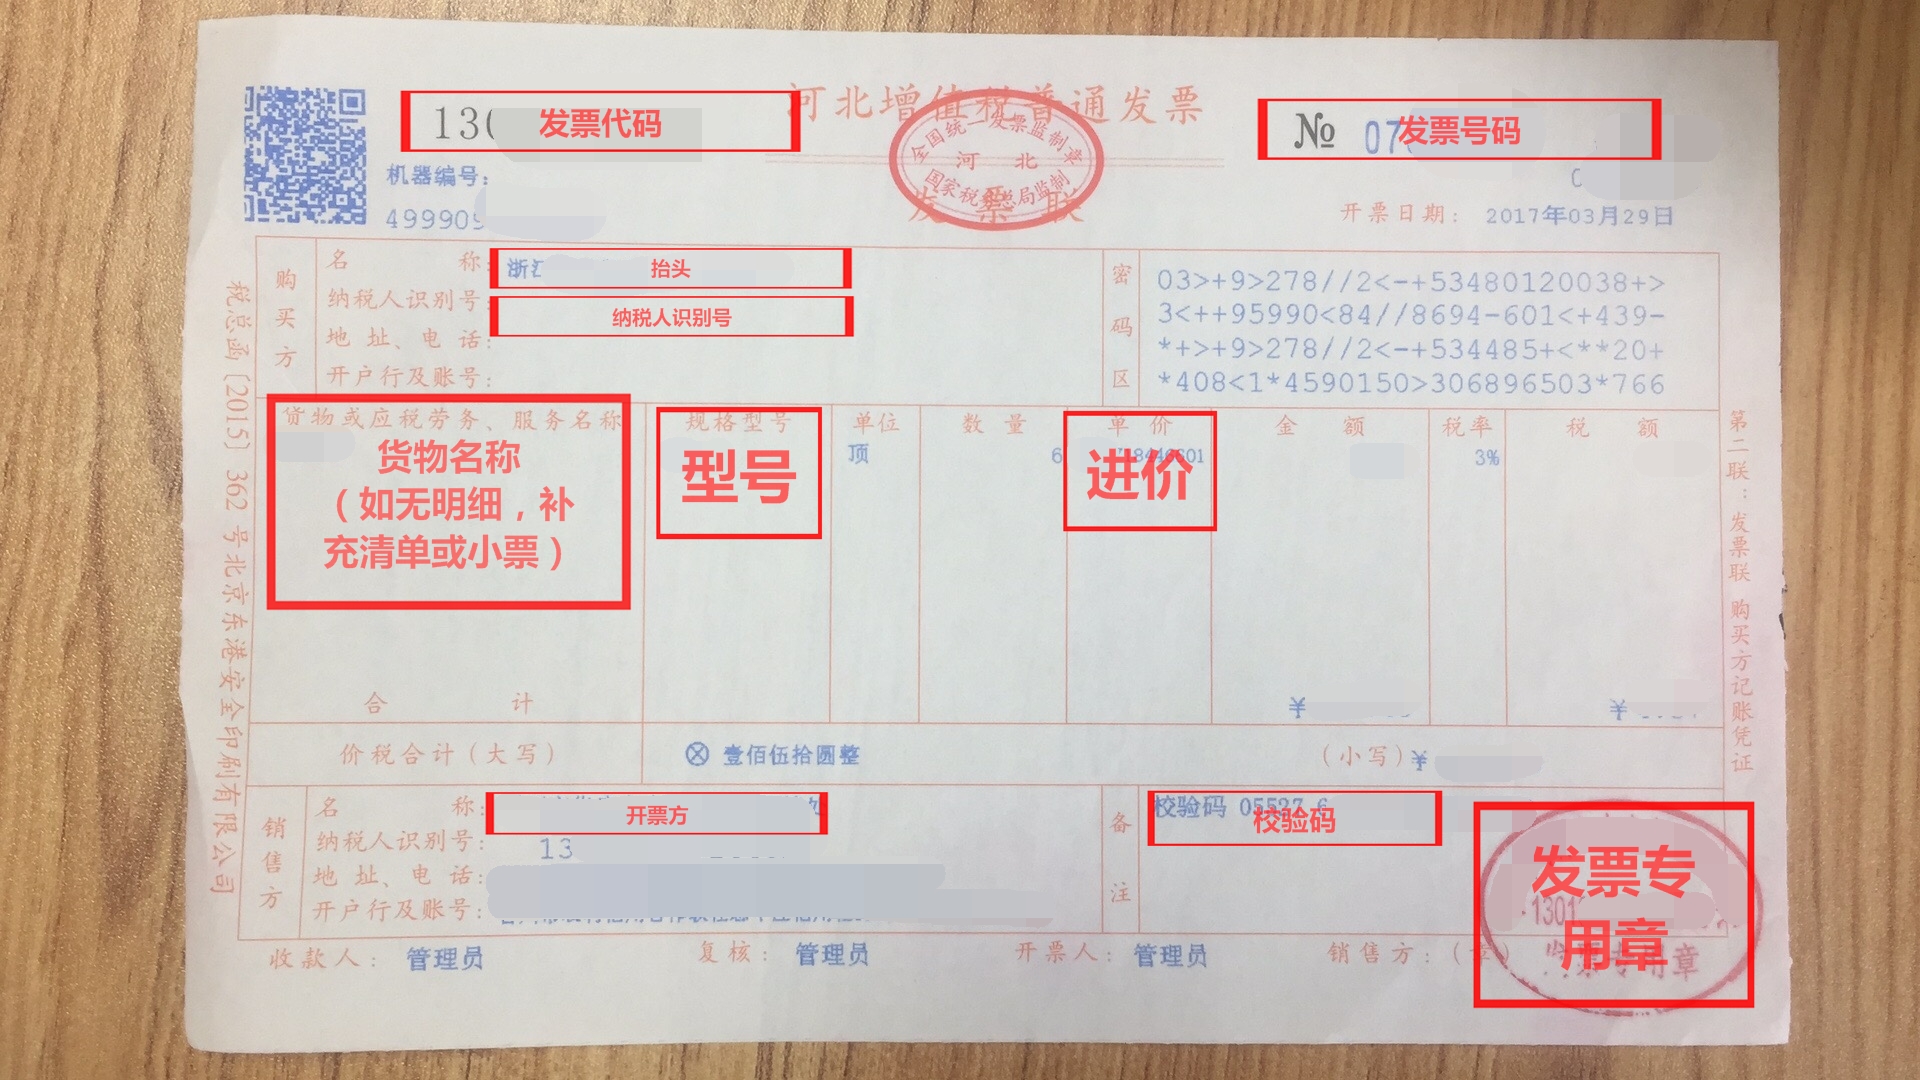 河北增值税普通发票
130 发票代码
№ 07 发票号码
全国统一发票监制章
河北
国家税务总局监制
发票联
机器编号:
499909
开票日期: 2017年03月29日
购买方
名 称: 浙江 抬头
纳税人识别号: 纳税人识别号
地址、电话:
开户行及账号:
密码区
03>+9>278//2<-+53480120038+>
3<++95990<84//8694-601<+439-
*+>+9>278//2<-+534485+<**20+
*408<1*4590150>306896503*766
货物或应税劳务、服务名称 规格型号 单位 数量 单价 金额 税率 税额
顶 6 3%
货物名称
(如无明细,补
充清单或小票)
型号
进价
合计 ¥ ¥
价税合计(大写) ⊗ 壹佰伍拾圆整 (小写)¥
销售方
名 称: 开票方
纳税人识别号: 13
地址、电话:
开户行及账号:
备注
校验码 05527 6
校验码
发票专
用章
1301
发票专用章
收款人: 管理员 复核: 管理员 开票人: 管理员 销售方:(章)
税总函〔2015〕362号北京东港安全印刷有限公司
第二联:发票联 购买方记账凭证